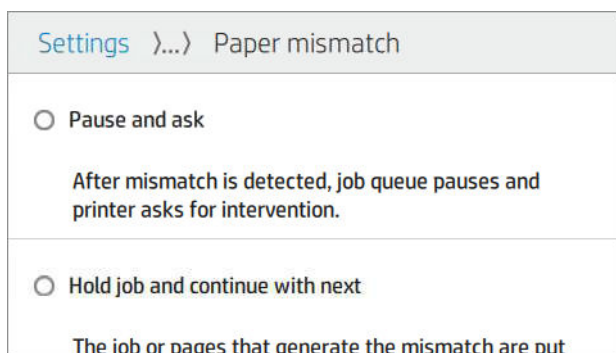 Settings 〉...〉 Paper mismatch
Pause and ask
After mismatch is detected, job queue pauses and
printer asks for intervention.
Hold job and continue with next
The job or pages that generate the mismatch are put